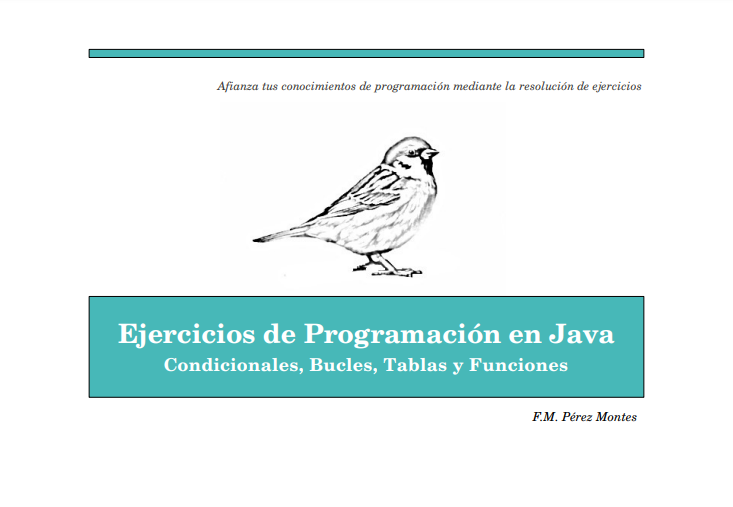 Afianza tus conocimientos de programación mediante la resolución de ejercicios
Ejercicios de Programación en Java
Condicionales, Bucles, Tablas y Funciones
F.M. Pérez Montes